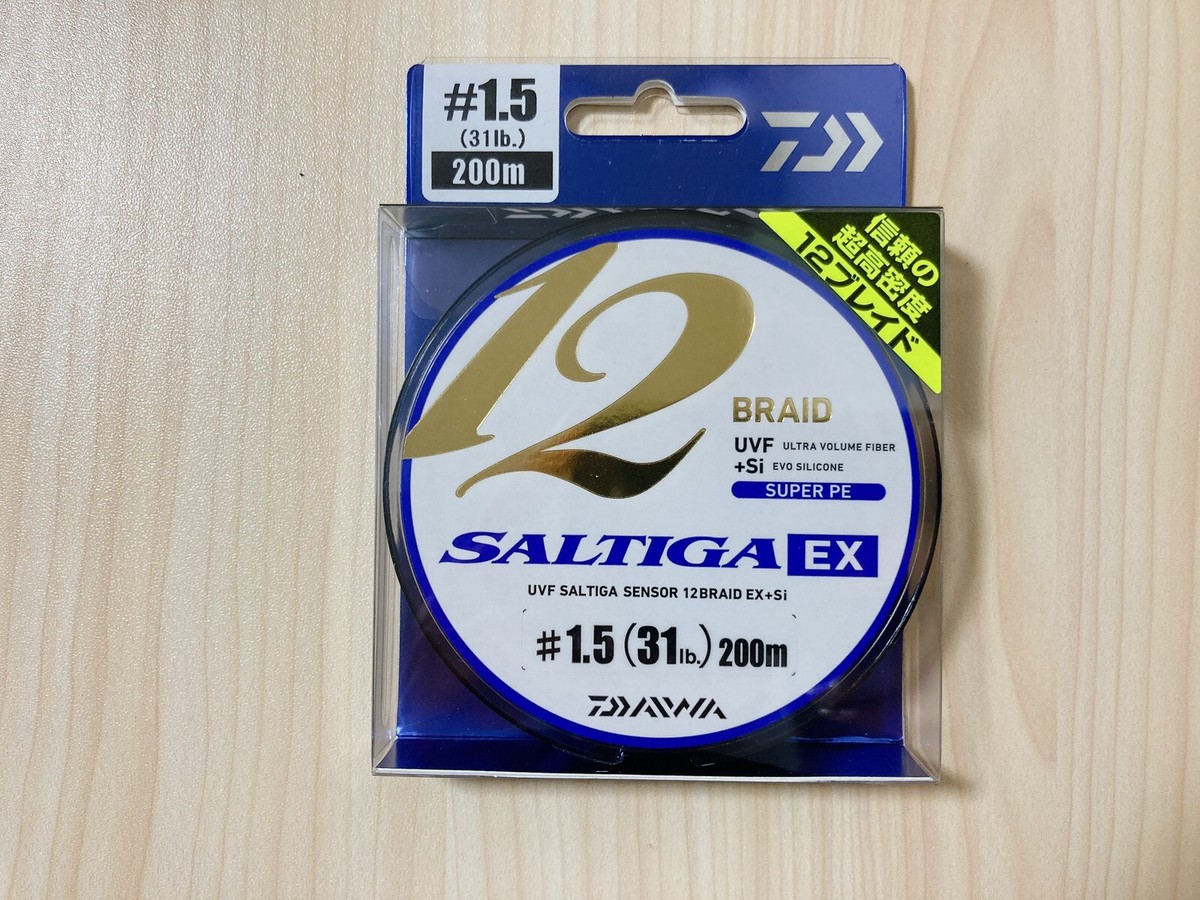 #1.5
(31lb.)
200m
信頼の
超高密度
12ブレイド
12
BRAID
UVF ULTRA VOLUME FIBER
+Si EVO SILICONE
SUPER PE
SALTIGA EX
UVF SALTIGA SENSOR 12BRAID EX+Si
#1.5(31lb.)200m
DAIWA